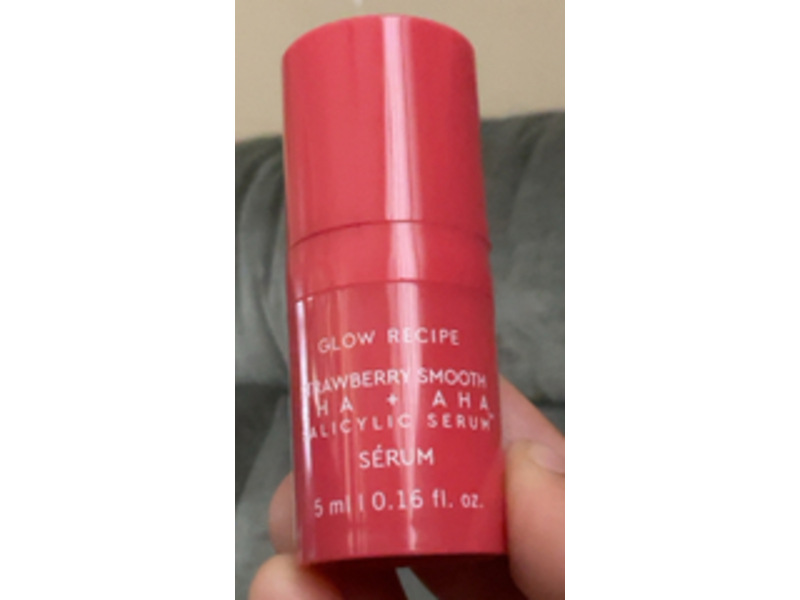 GLOW RECIPE
TRAWBERRY SMOOTH
HA + AHA
ALICYLIC SERUM™
SÉRUM
5 ml | 0.16 fl. oz.